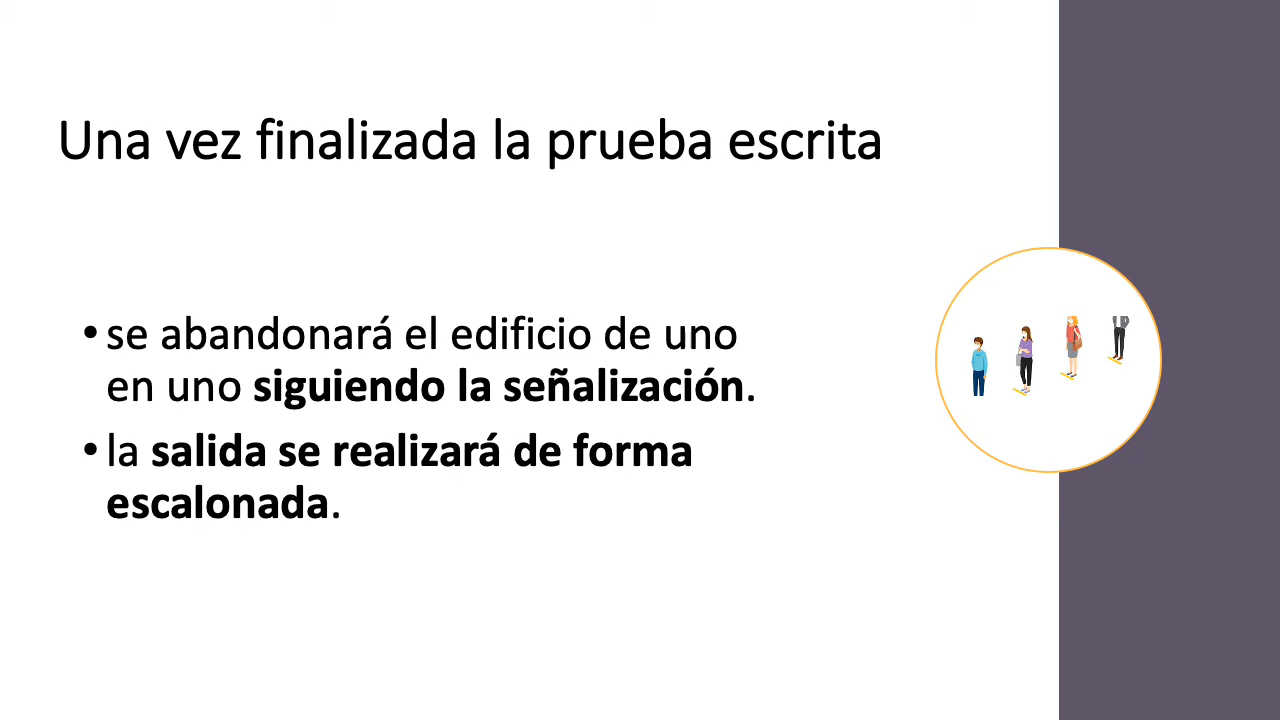 Una vez finalizada la prueba escrita
• se abandonará el edificio de uno
en uno siguiendo la señalización.
• la salida se realizará de forma
escalonada.